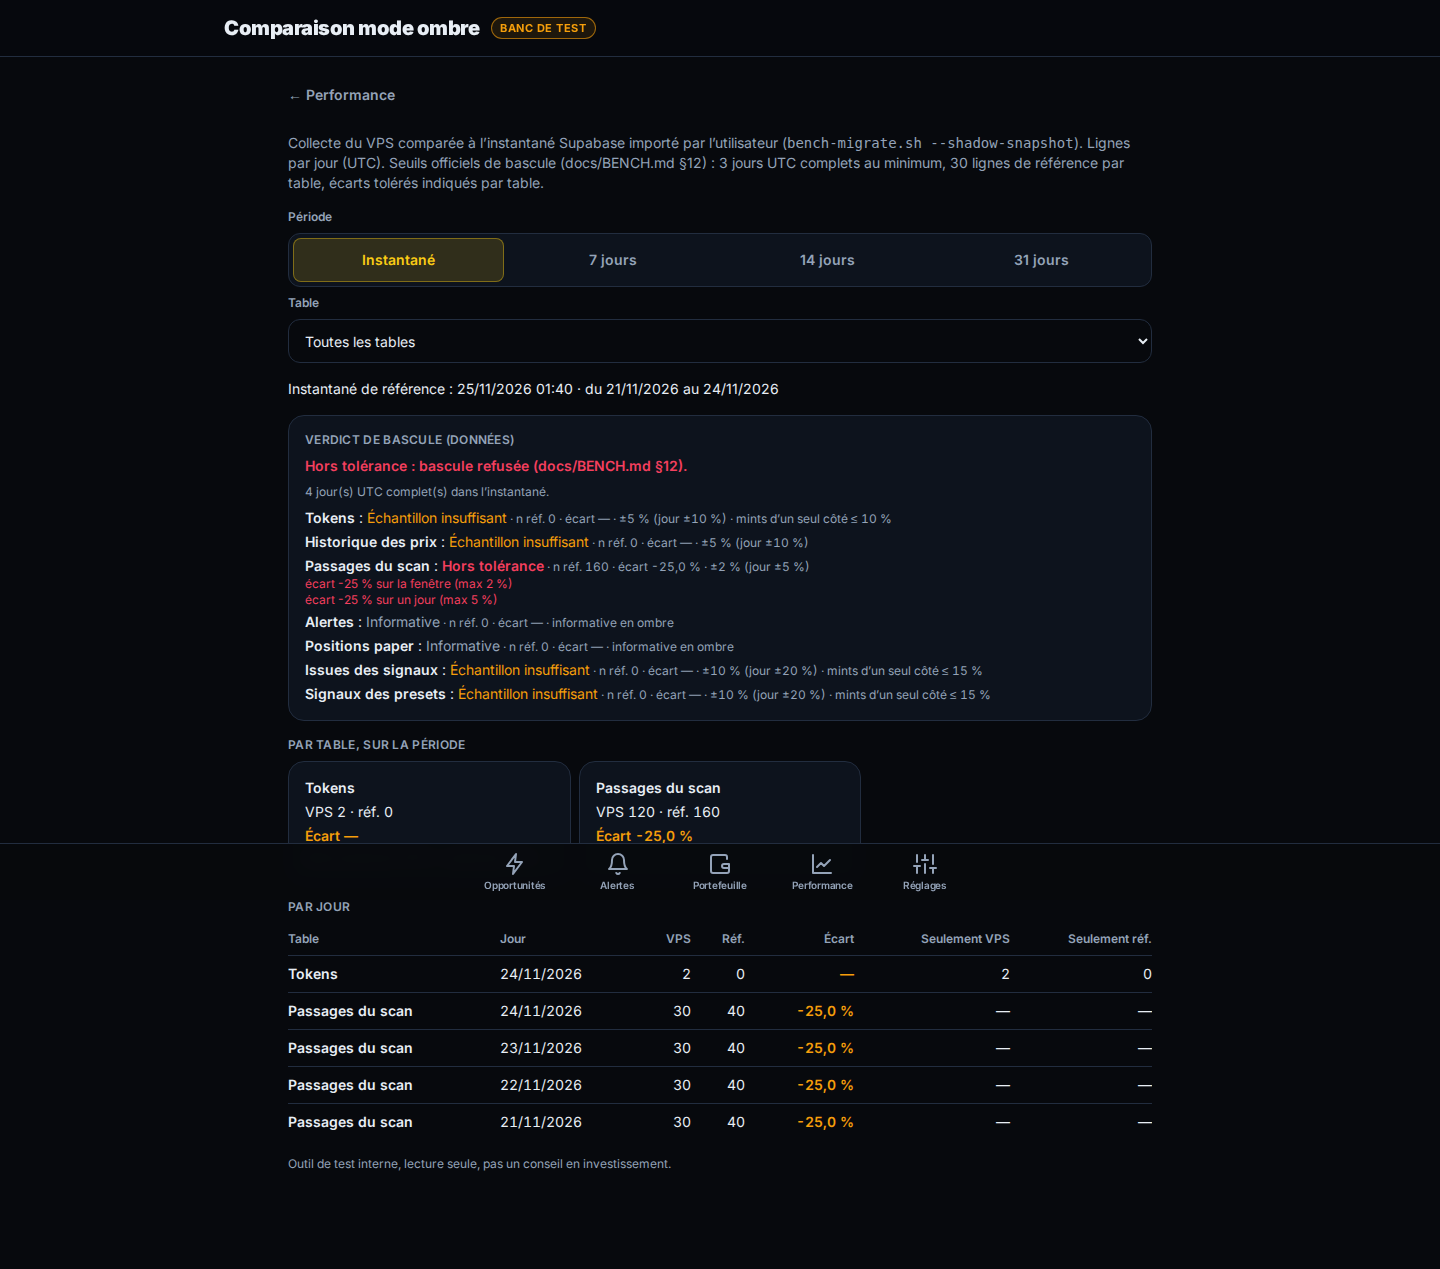 Comparaison mode ombre BANC DE TEST
← Performance
Collecte du VPS comparée à l’instantané Supabase importé par l’utilisateur (bench-migrate.sh --shadow-snapshot). Lignes
par jour (UTC). Seuils officiels de bascule (docs/BENCH.md §12) : 3 jours UTC complets au minimum, 30 lignes de référence par
table, écarts tolérés indiqués par table.
Période
Instantané 7 jours 14 jours 31 jours
Table
Toutes les tables
Instantané de référence : 25/11/2026 01:40 · du 21/11/2026 au 24/11/2026
VERDICT DE BASCULE (DONNÉES)
Hors tolérance : bascule refusée (docs/BENCH.md §12).
4 jour(s) UTC complet(s) dans l’instantané.
Tokens : Échantillon insuffisant · n réf. 0 · écart — · ±5 % (jour ±10 %) · mints d’un seul côté ≤ 10 %
Historique des prix : Échantillon insuffisant · n réf. 0 · écart — · ±5 % (jour ±10 %)
Passages du scan : Hors tolérance · n réf. 160 · écart -25,0 % · ±2 % (jour ±5 %)
écart -25 % sur la fenêtre (max 2 %)
écart -25 % sur un jour (max 5 %)
Alertes : Informative · n réf. 0 · écart — · informative en ombre
Positions paper : Informative · n réf. 0 · écart — · informative en ombre
Issues des signaux : Échantillon insuffisant · n réf. 0 · écart — · ±10 % (jour ±20 %) · mints d’un seul côté ≤ 15 %
Signaux des presets : Échantillon insuffisant · n réf. 0 · écart — · ±10 % (jour ±20 %) · mints d’un seul côté ≤ 15 %
PAR TABLE, SUR LA PÉRIODE
Tokens
VPS 2 · réf. 0
Écart —
Passages du scan
VPS 120 · réf. 160
Écart -25,0 %
Opportunités Alertes Portefeuille Performance Réglages
PAR JOUR
Table Jour VPS Réf. Écart Seulement VPS Seulement réf.
Tokens 24/11/2026 2 0 — 2 0
Passages du scan 24/11/2026 30 40 -25,0 % — —
Passages du scan 23/11/2026 30 40 -25,0 % — —
Passages du scan 22/11/2026 30 40 -25,0 % — —
Passages du scan 21/11/2026 30 40 -25,0 % — —
Outil de test interne, lecture seule, pas un conseil en investissement.